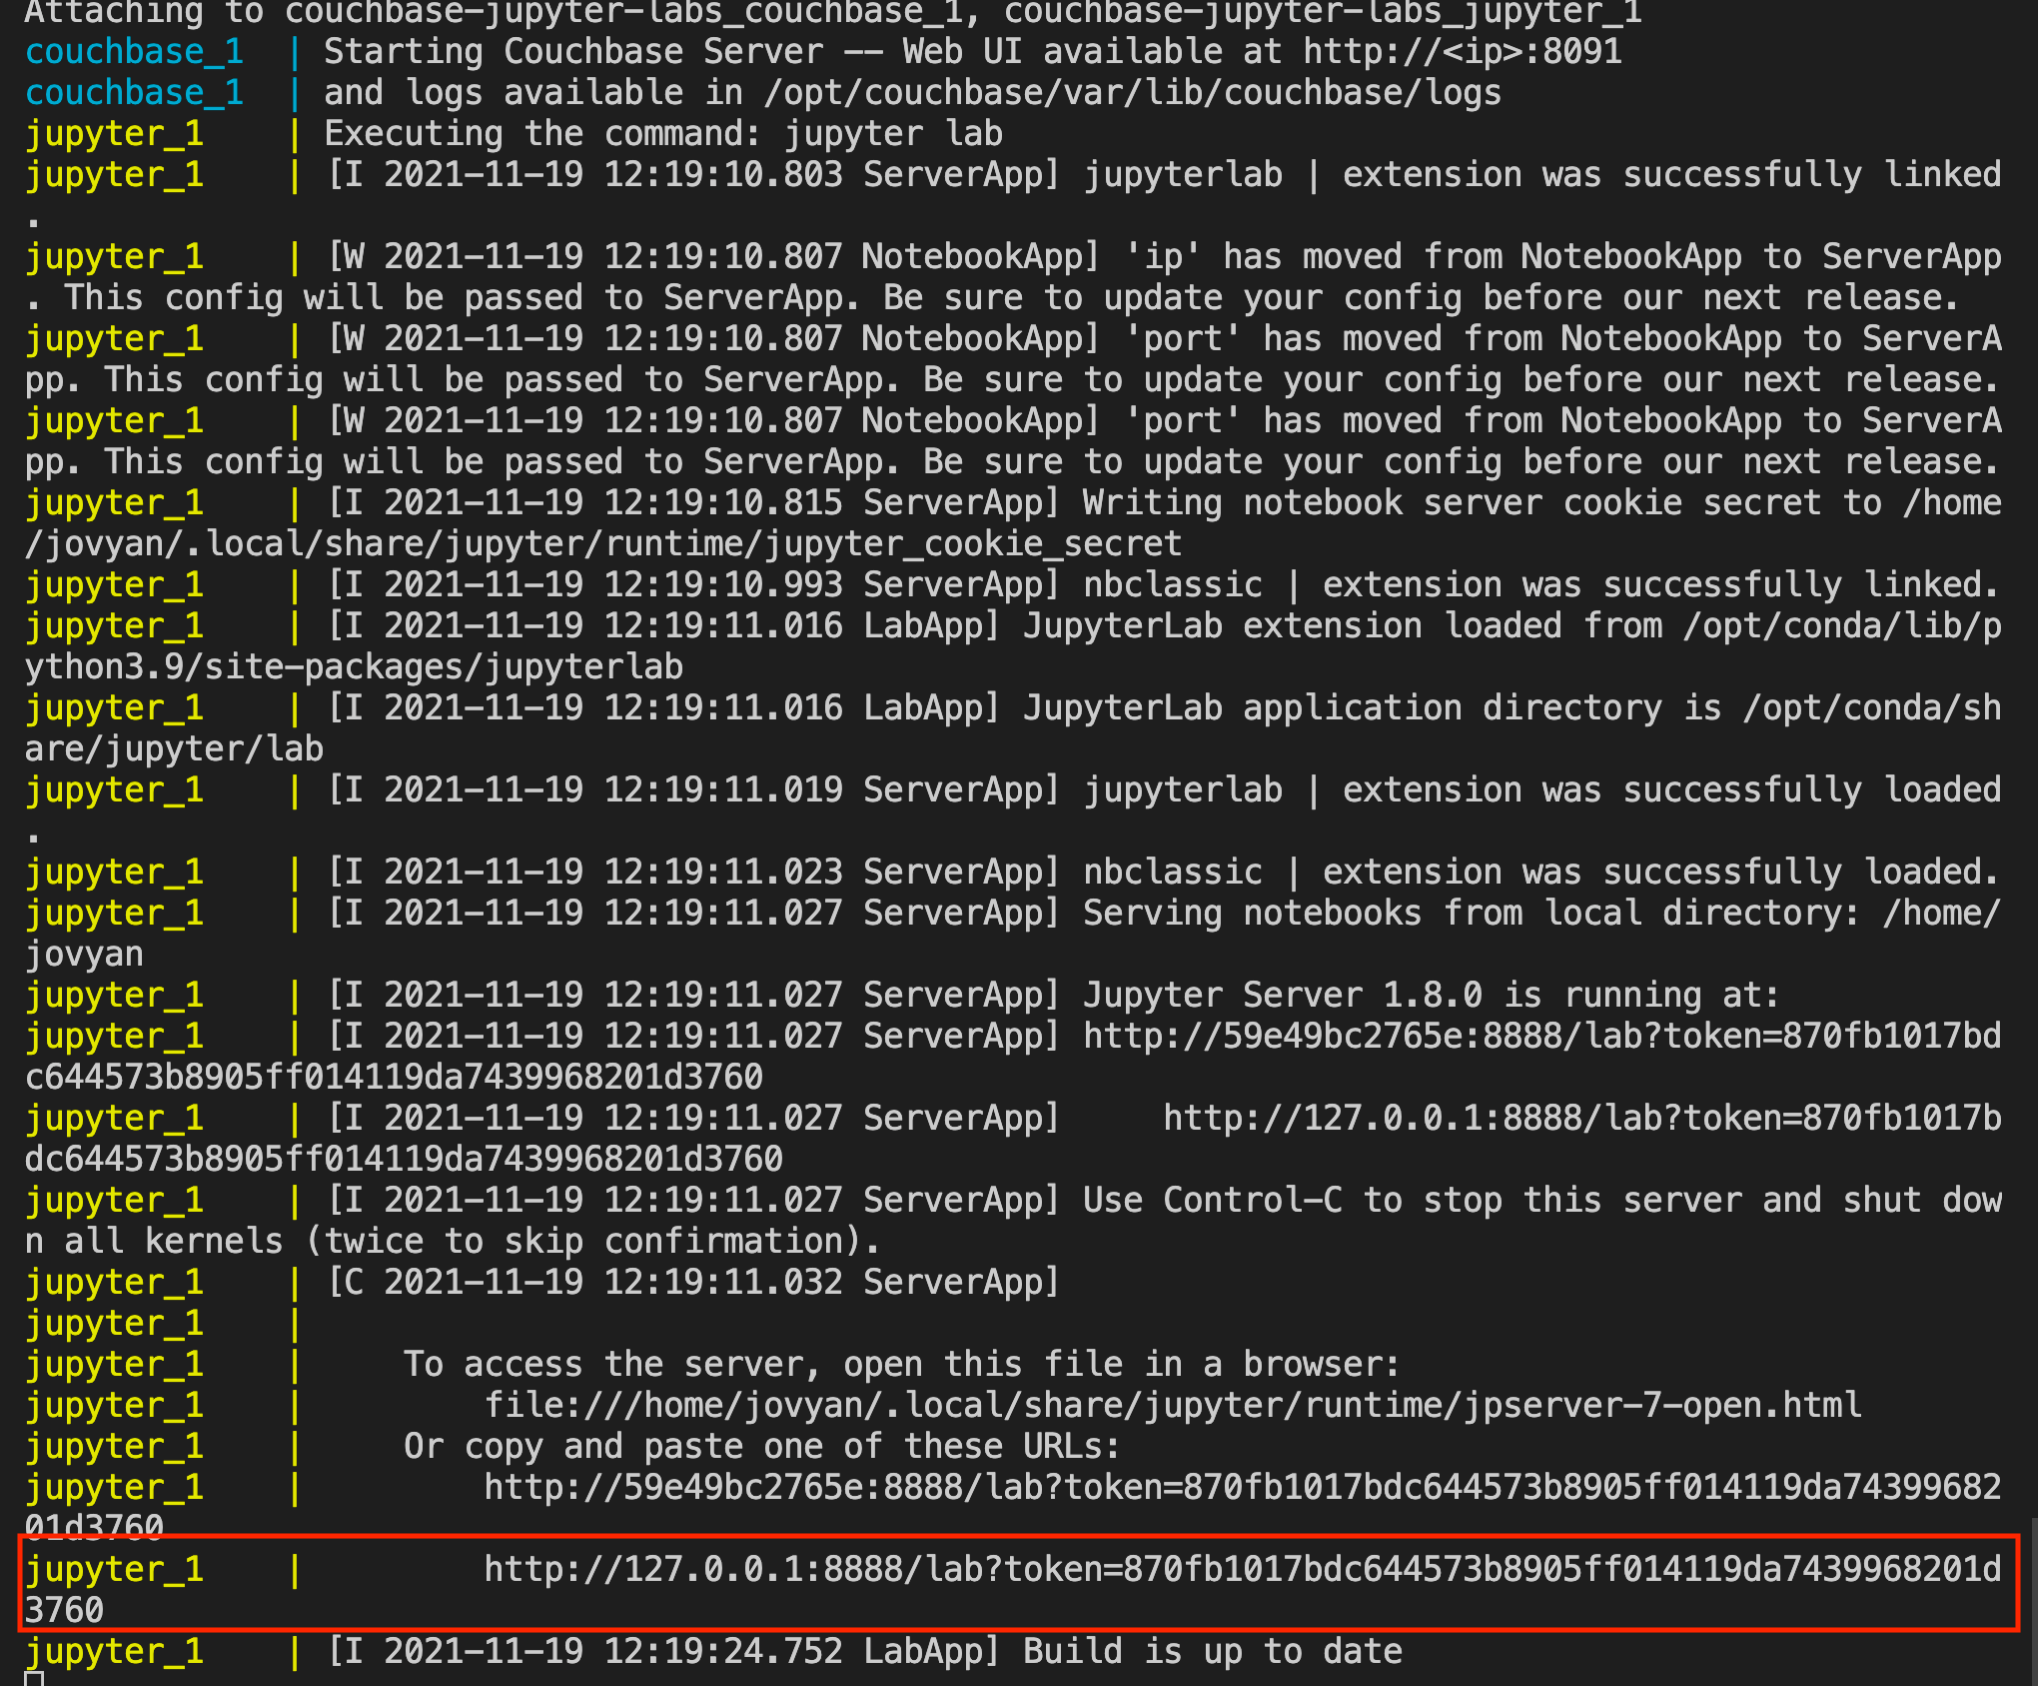 Attaching to couchbase-jupyter-labs_couchbase_1, couchbase-jupyter-labs_jupyter_1
couchbase_1  | Starting Couchbase Server -- Web UI available at http://<ip>:8091
couchbase_1  | and logs available in /opt/couchbase/var/lib/couchbase/logs
jupyter_1    | Executing the command: jupyter lab
jupyter_1    | [I 2021-11-19 12:19:10.803 ServerApp] jupyterlab | extension was successfully linked
.
jupyter_1    | [W 2021-11-19 12:19:10.807 NotebookApp] 'ip' has moved from NotebookApp to ServerApp
. This config will be passed to ServerApp. Be sure to update your config before our next release.
jupyter_1    | [W 2021-11-19 12:19:10.807 NotebookApp] 'port' has moved from NotebookApp to ServerA
pp. This config will be passed to ServerApp. Be sure to update your config before our next release.
jupyter_1    | [W 2021-11-19 12:19:10.807 NotebookApp] 'port' has moved from NotebookApp to ServerA
pp. This config will be passed to ServerApp. Be sure to update your config before our next release.
jupyter_1    | [I 2021-11-19 12:19:10.815 ServerApp] Writing notebook server cookie secret to /home
/jovyan/.local/share/jupyter/runtime/jupyter_cookie_secret
jupyter_1    | [I 2021-11-19 12:19:10.993 ServerApp] nbclassic | extension was successfully linked.
jupyter_1    | [I 2021-11-19 12:19:11.016 LabApp] JupyterLab extension loaded from /opt/conda/lib/p
ython3.9/site-packages/jupyterlab
jupyter_1    | [I 2021-11-19 12:19:11.016 LabApp] JupyterLab application directory is /opt/conda/sh
are/jupyter/lab
jupyter_1    | [I 2021-11-19 12:19:11.019 ServerApp] jupyterlab | extension was successfully loaded
.
jupyter_1    | [I 2021-11-19 12:19:11.023 ServerApp] nbclassic | extension was successfully loaded.
jupyter_1    | [I 2021-11-19 12:19:11.027 ServerApp] Serving notebooks from local directory: /home/
jovyan
jupyter_1    | [I 2021-11-19 12:19:11.027 ServerApp] Jupyter Server 1.8.0 is running at:
jupyter_1    | [I 2021-11-19 12:19:11.027 ServerApp] http://59e49bc2765e:8888/lab?token=870fb1017bd
c644573b8905ff014119da7439968201d3760
jupyter_1    | [I 2021-11-19 12:19:11.027 ServerApp]     http://127.0.0.1:8888/lab?token=870fb1017b
dc644573b8905ff014119da7439968201d3760
jupyter_1    | [I 2021-11-19 12:19:11.027 ServerApp] Use Control-C to stop this server and shut dow
n all kernels (twice to skip confirmation).
jupyter_1    | [C 2021-11-19 12:19:11.032 ServerApp]
jupyter_1    |
jupyter_1    |     To access the server, open this file in a browser:
jupyter_1    |         file:///home/jovyan/.local/share/jupyter/runtime/jpserver-7-open.html
jupyter_1    |     Or copy and paste one of these URLs:
jupyter_1    |         http://59e49bc2765e:8888/lab?token=870fb1017bdc644573b8905ff014119da74399682
01d3760
jupyter_1    |         http://127.0.0.1:8888/lab?token=870fb1017bdc644573b8905ff014119da7439968201d
3760
jupyter_1    | [I 2021-11-19 12:19:24.752 LabApp] Build is up to date